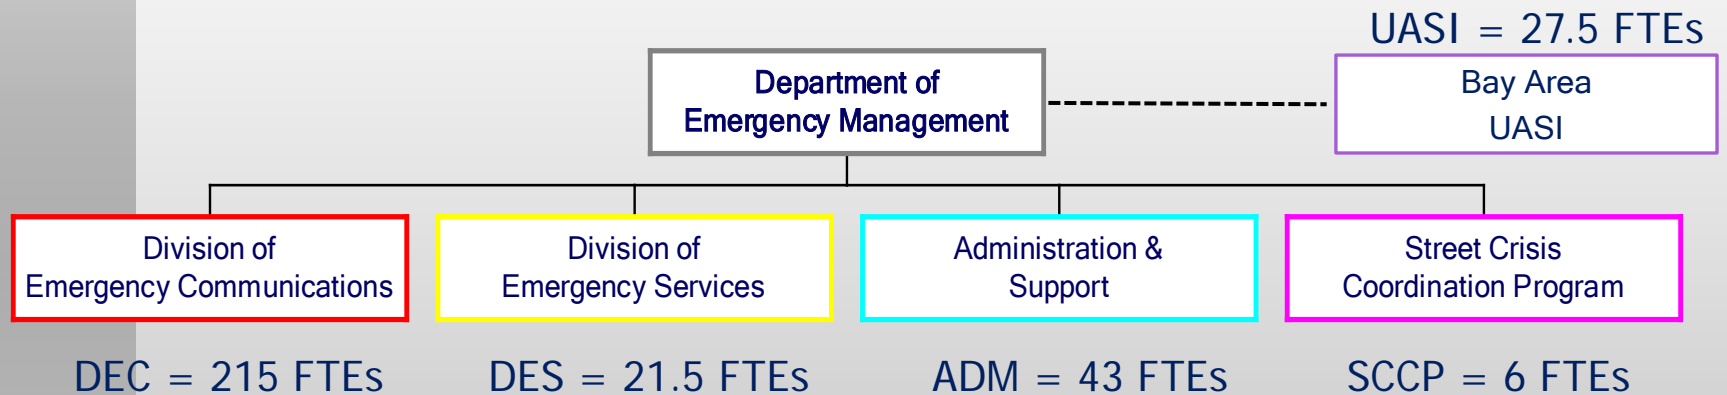 UASI = 27.5 FTEs
Department of
Emergency Management
Bay Area
UASI
Division of
Emergency Communications
Division of
Emergency Services
Administration &
Support
Street Crisis
Coordination Program
DEC = 215 FTEs
DES = 21.5 FTEs
ADM = 43 FTEs
SCCP = 6 FTEs